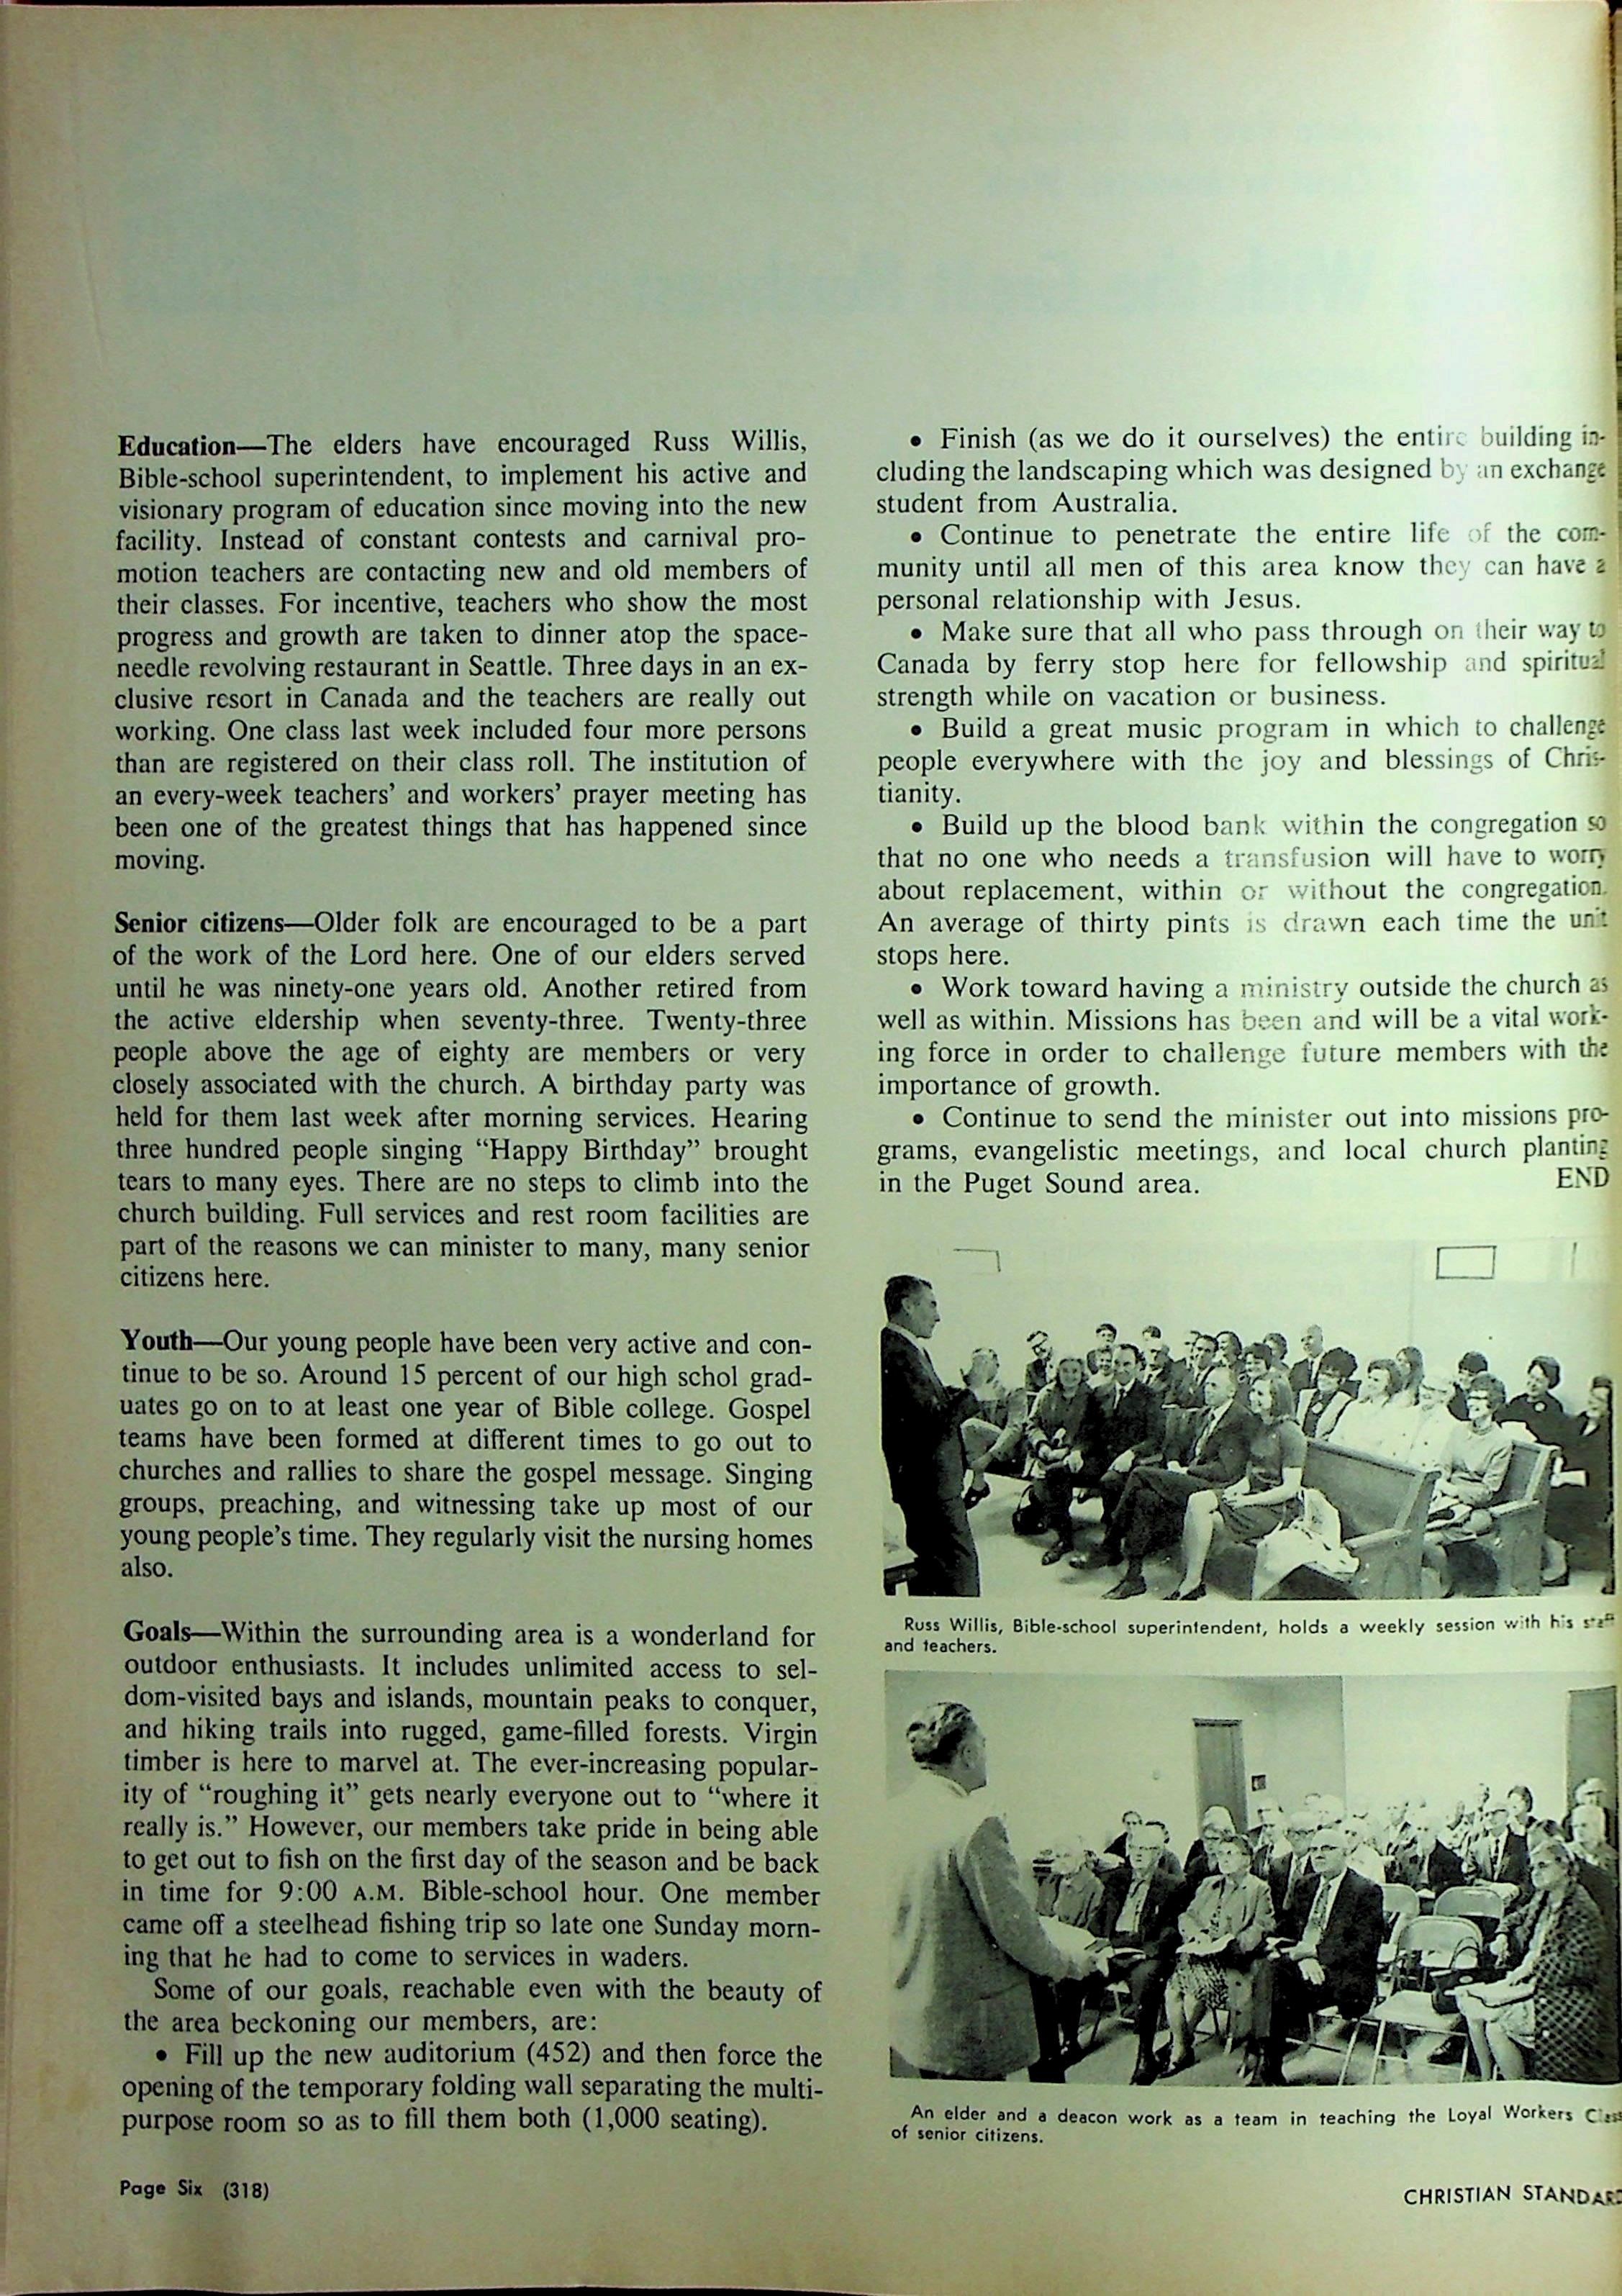 Education—The elders have encouraged Russ Willis,
Bible-school superintendent, to implement his active and
visionary program of education since moving into the new
facility. Instead of constant contests and carnival pro-
motion teachers are contacting new and old members of
their classes. For incentive, teachers who show the most
progress and growth are taken to dinner atop the space-
needle revolving restaurant in Seattle. Three days in an ex-
clusive resort in Canada and the teachers are really out
working. One class last week included four more persons
than are registered on their class roll. The institution of
an every-week teachers’ and workers’ prayer meeting has
been one of the greatest things that has happened since
moving.
Senior citizens—Older folk are encouraged to be a part
of the work of the Lord here. One of our elders served
until he was ninety-one years old. Another retired from
the active eldership when seventy-three. Twenty-three
people above the age of eighty are members or very
closely associated with the church. A birthday party was
held for them last week after morning services. Hearing
three hundred people singing “Happy Birthday” brought
tears to many eyes. There are no steps to climb into the
church building. Full services and rest room facilities are
part of the reasons we can minister to many, many senior
citizens here.
Youth—Our young people have been very active and con-
tinue to be so. Around 15 percent of our high schol grad-
uates go on to at least one year of Bible college. Gospel
teams have been formed at different times to go out to
churches and rallies to share the gospel message. Singing
groups, preaching, and witnessing take up most of our
young people’s time. They regularly visit the nursing homes
also.
Goals—Within the surrounding area is a wonderland for
outdoor enthusiasts. It includes unlimited access to sel-
dom-visited bays and islands, mountain peaks to conquer,
and hiking trails into rugged, game-filled forests. Virgin
timber is here to marvel at. The ever-increasing popular-
ity of “roughing it” gets nearly everyone out to “where it
really is.” However, our members take pride in being able
to get out to fish on the first day of the season and be back
in time for 9:00 A.M. Bible-school hour. One member
came off a steelhead fishing trip so late one Sunday morn-
ing that he had to come to services in waders.
Some of our goals, reachable even with the beauty of
the area beckoning our members, are:
• Fill up the new auditorium (452) and then force the
opening of the temporary folding wall separating the multi-
purpose room so as to fill them both (1,000 seating).
• Finish (as we do it ourselves) the entire building in-
cluding the landscaping which was designed by an exchange
student from Australia.
• Continue to penetrate the entire life of the com-
munity until all men of this area know they can have a
personal relationship with Jesus.
• Make sure that all who pass through on their way to
Canada by ferry stop here for fellowship and spiritual
strength while on vacation or business.
• Build a great music program in which to challenge
people everywhere with the joy and blessings of Chris-
tianity.
• Build up the blood bank within the congregation so
that no one who needs a transfusion will have to worry
about replacement, within or without the congregation.
An average of thirty pints is drawn each time the unit
stops here.
• Work toward having a ministry outside the church as
well as within. Missions has been and will be a vital work-
ing force in order to challenge future members with the
importance of growth.
• Continue to send the minister out into missions pro-
grams, evangelistic meetings, and local church planting
in the Puget Sound area. END
Russ Willis, Bible-school superintendent, holds a weekly session with his staff
and teachers.
An elder and a deacon work as a team in teaching the Loyal Workers Class
of senior citizens.
Page Six (318)
CHRISTIAN STANDARD